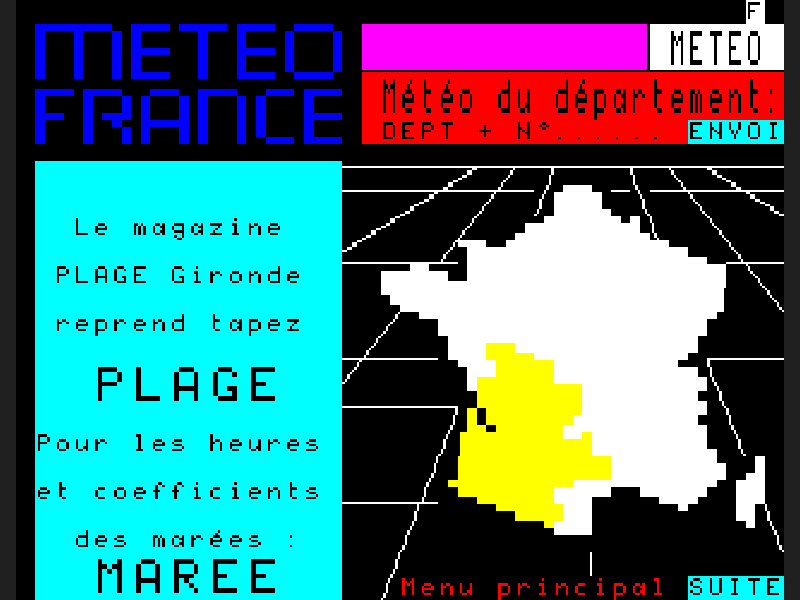 F
METEO
FRANCE
METEO
Météo du département:
DEPT + N°...... ENVOI
Le magazine
PLAGE Gironde
reprend tapez
PLAGE
Pour les heures
et coefficients
des marées :
MAREE
Menu principal SUITE